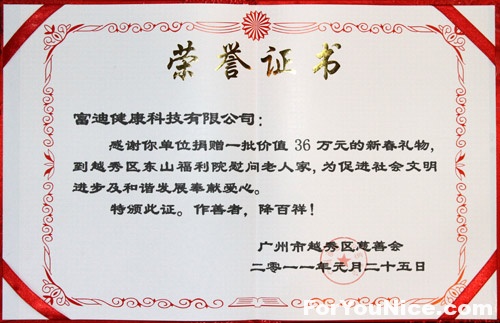 荣誉证书
富迪健康科技有限公司：
感谢你单位捐赠一批价值 36 万元的新春礼物，
到越秀区东山福利院慰问老人家，为促进社会文明
进步及和谐发展奉献爱心。
特颁此证。作善者，降百祥！
广州市越秀区慈善会
二零一一年元月二十五日
ForYouNice.com